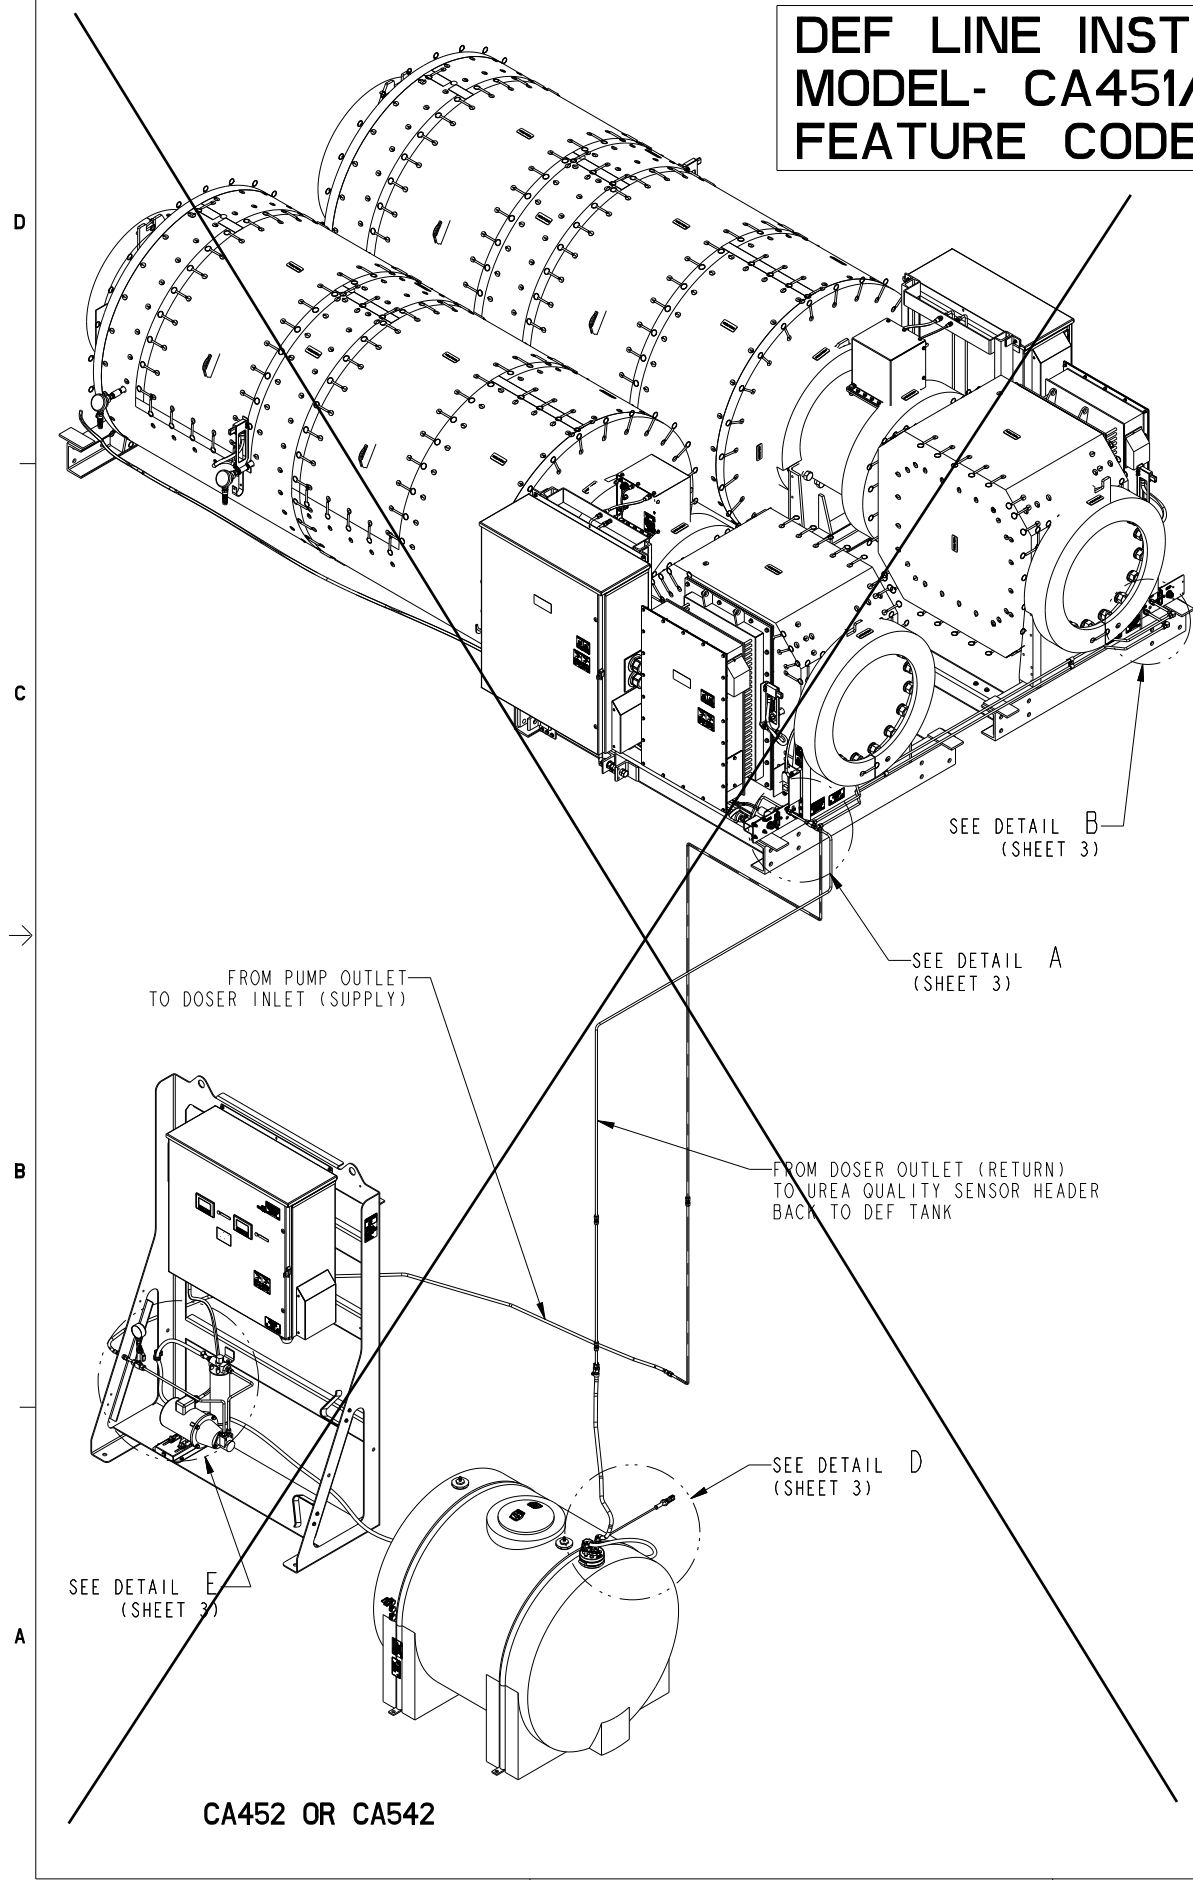 DEF LINE INST
MODEL- CA451/
FEATURE CODE
D
C
SEE DETAIL B
(SHEET 3)
SEE DETAIL A
(SHEET 3)
FROM PUMP OUTLET
TO DOSER INLET (SUPPLY)
B
FROM DOSER OUTLET (RETURN)
TO UREA QUALITY SENSOR HEADER
BACK TO DEF TANK
SEE DETAIL D
(SHEET 3)
SEE DETAIL E
(SHEET 3)
A
CA452 OR CA542